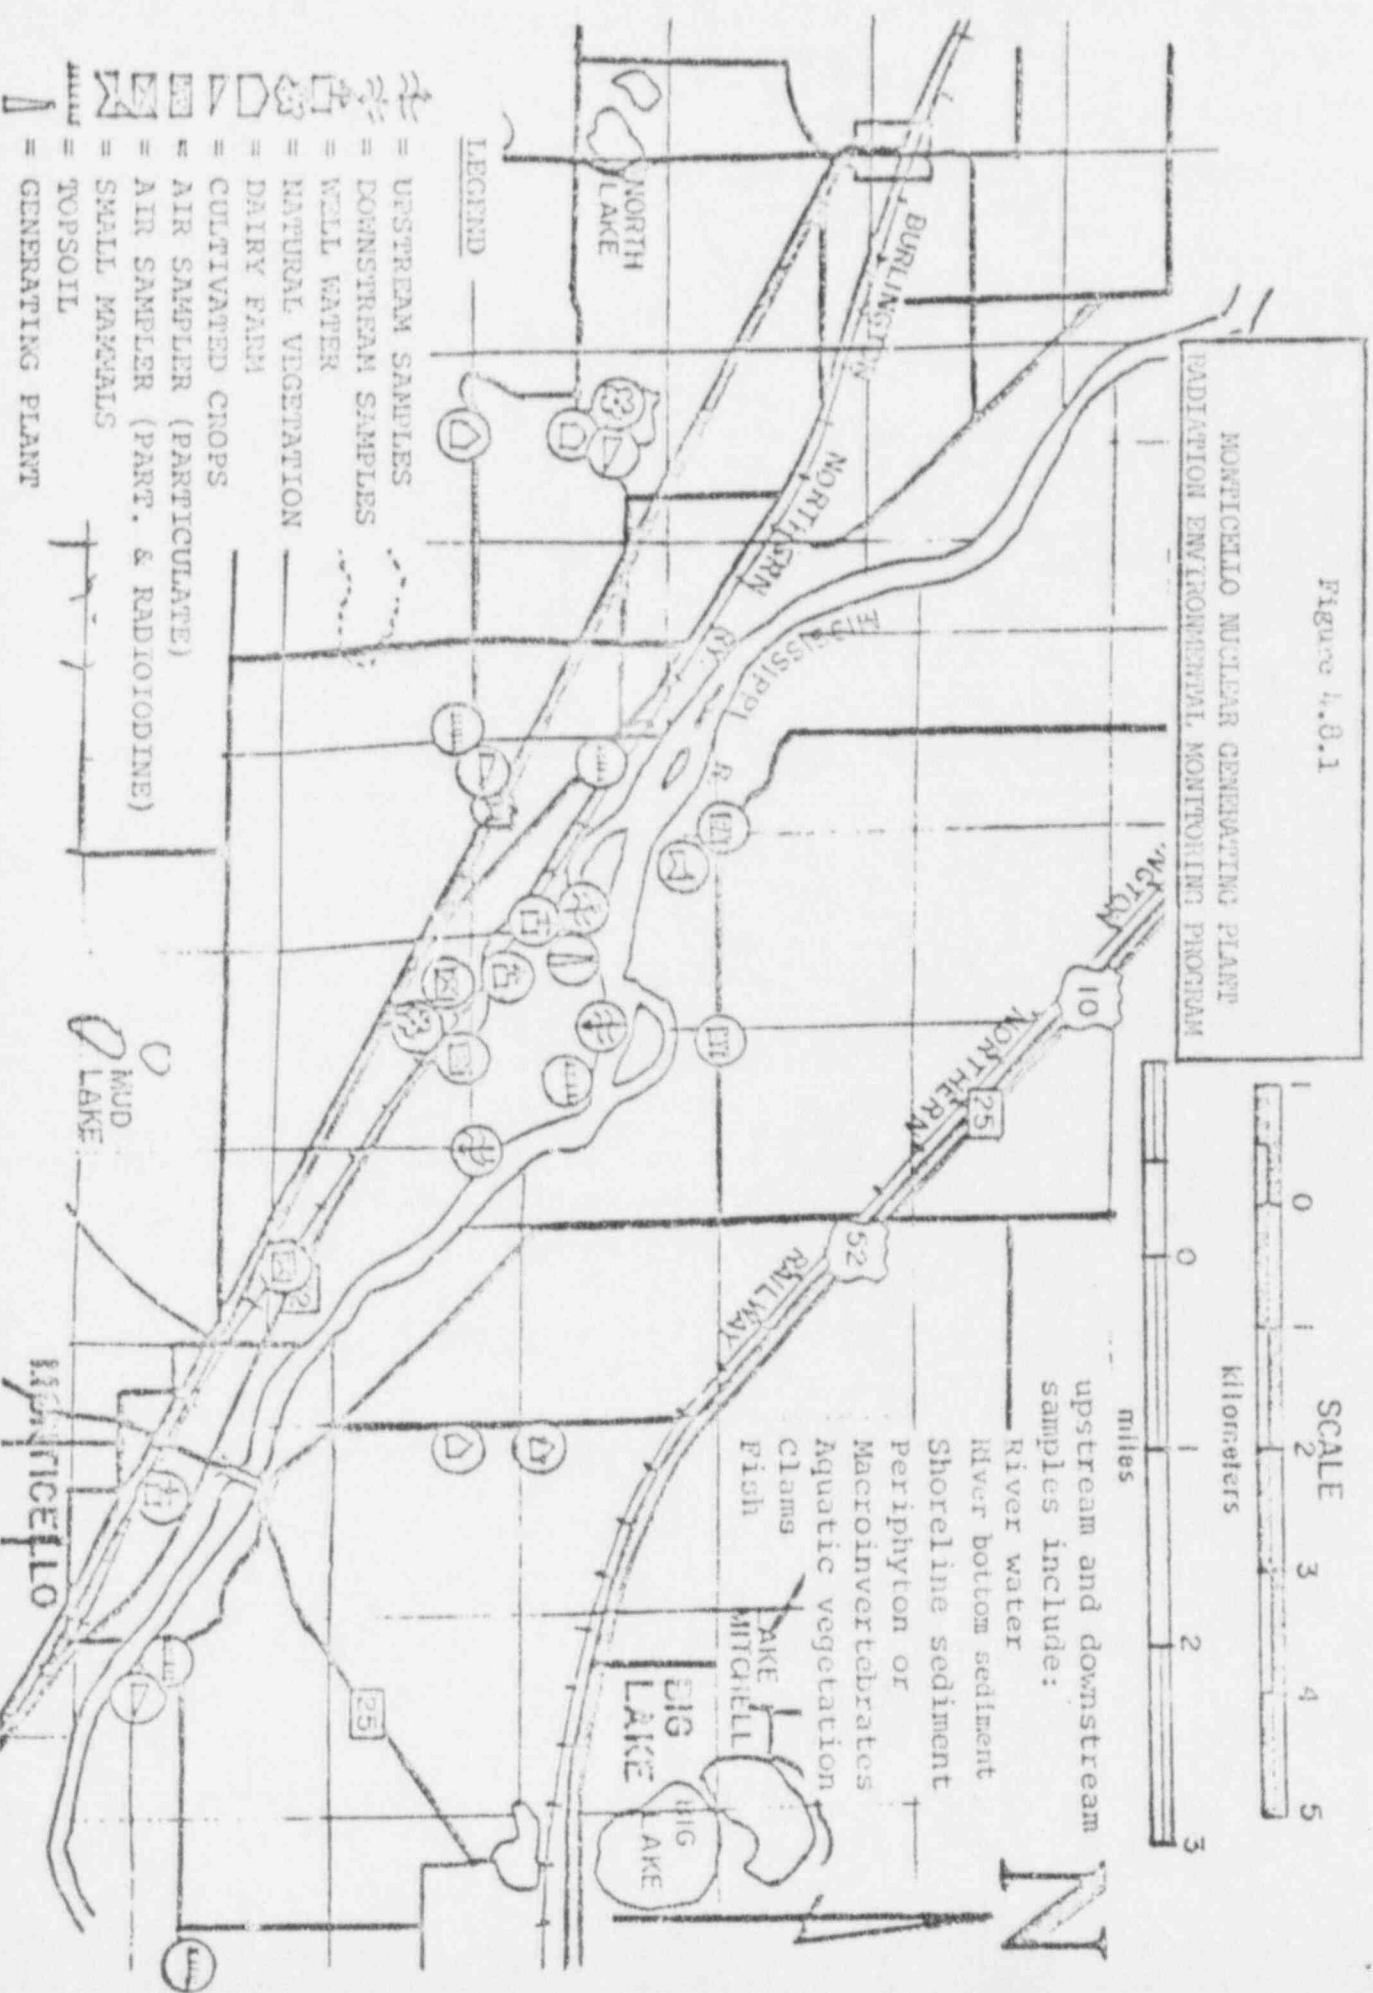 Figure 4.8.1
MONTICELLO NUCLEAR GENERATING PLANT
RADIATION ENVIRONMENTAL MONITORING PROGRAM
SCALE
1 0 1 2 3 4 5
kilometers
0 1 2 3
miles
N
upstream and downstream
samples include:
River water
River bottom sediment
Shoreline sediment
Periphyton or
Macroinvertebrates
Aquatic vegetation
Clams
Fish
NGTON
10
NORTHERN
25
52
RAILWAY
BURLINGTON
NORTHERN
RY.
MISSISSIPPI
R
NORTH
LAKE
AKE
MITCHELL
BIG
LAKE
BIG
LAKE
25
MUD
LAKE
MONTICELLO
LEGEND
= UPSTREAM SAMPLES
= DOWNSTREAM SAMPLES
= WELL WATER
= NATURAL VEGETATION
= DAIRY FARM
= CULTIVATED CROPS
= AIR SAMPLER (PARTICULATE)
= AIR SAMPLER (PART. & RADIOIODINE)
= SMALL MAMMALS
= TOPSOIL
= GENERATING PLANT